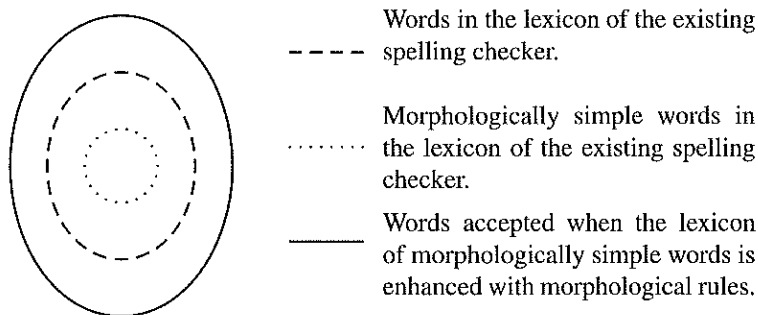 Words in the lexicon of the existing
spelling checker.
Morphologically simple words in
the lexicon of the existing spelling
checker.
Words accepted when the lexicon
of morphologically simple words is
enhanced with morphological rules.